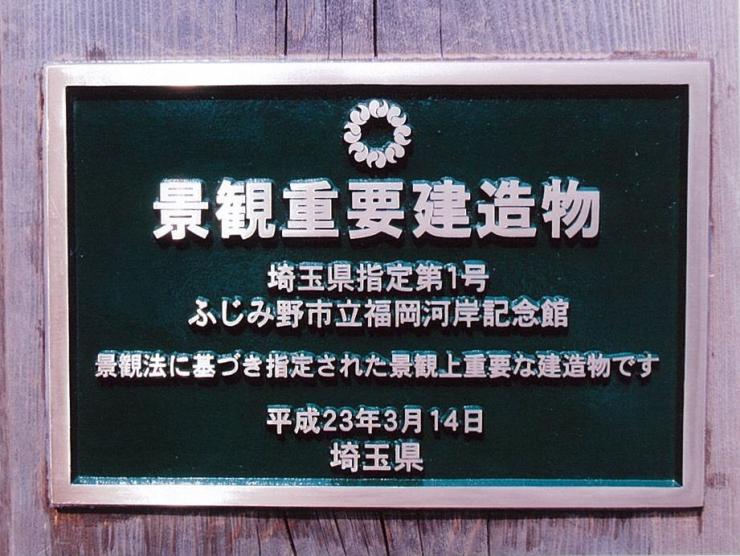 景観重要建造物
埼玉県指定第1号
ふじみ野市立福岡河岸記念館
景観法に基づき指定された景観上重要な建造物です
平成23年3月14日
埼玉県